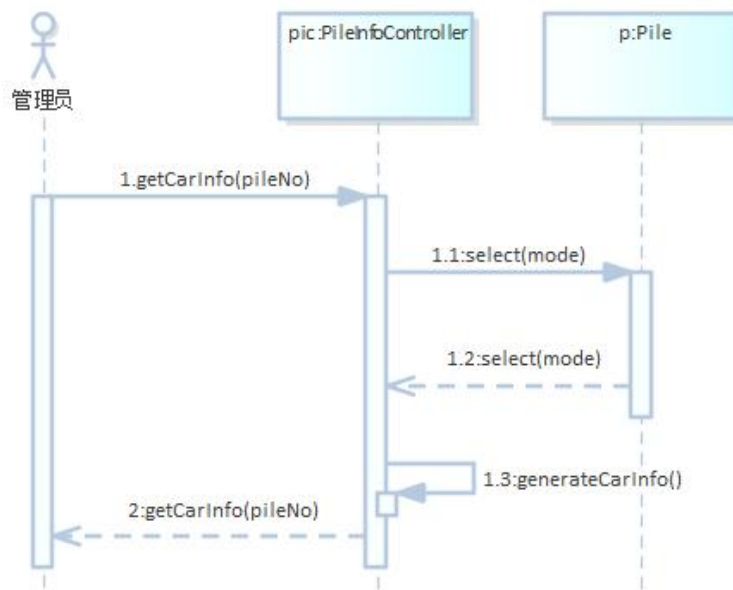 pic:PileInfoController
p:Pile
管理员
1.getCarInfo(pileNo)
1.1:select(mode)
1.2:select(mode)
1.3:generateCarInfo()
2:getCarInfo(pileNo)